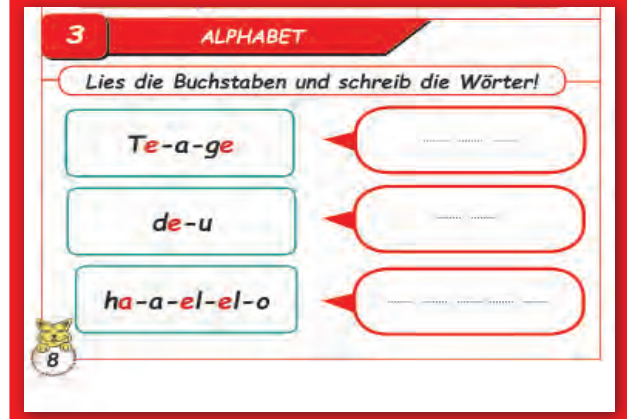 3 ALPHABET
Lies die Buchstaben und schreib die Wörter!
Te-a-ge
de-u
ha-a-el-el-o
8